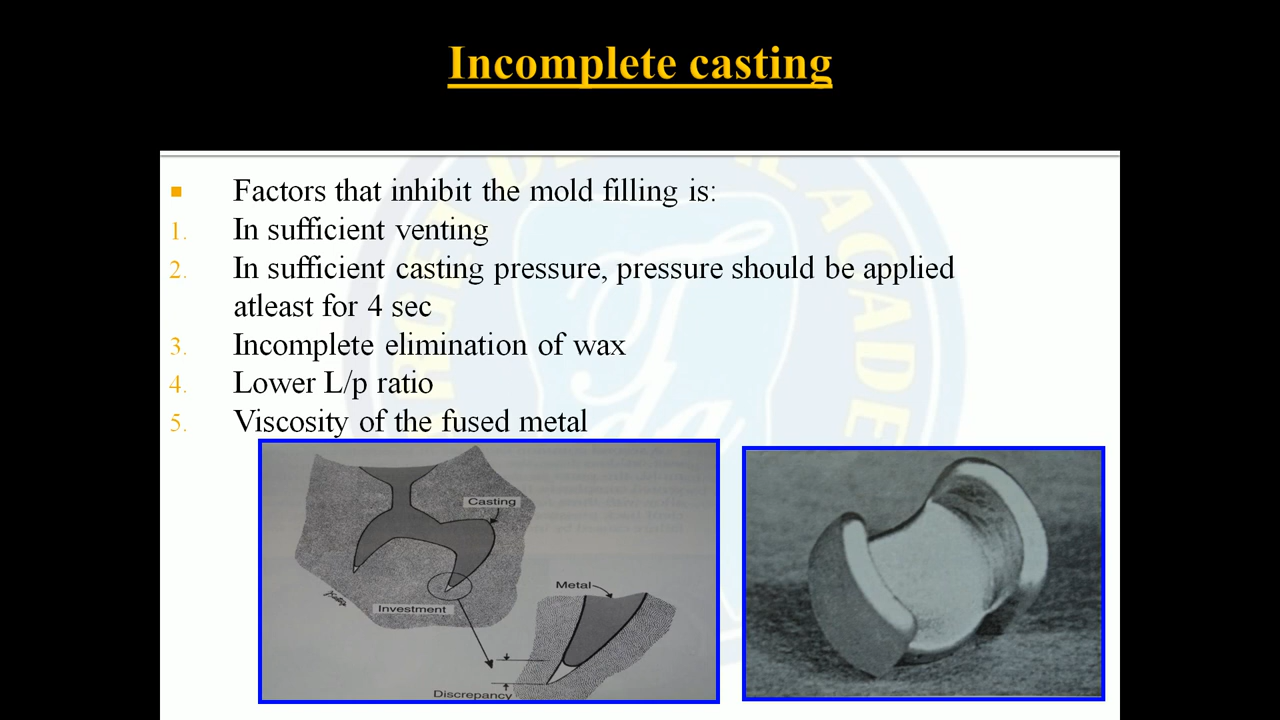 Incomplete casting
Factors that inhibit the mold filling is:
1. In sufficient venting
2. In sufficient casting pressure, pressure should be applied
atleast for 4 sec
3. Incomplete elimination of wax
4. Lower L/p ratio
5. Viscosity of the fused metal
Casting
Metal
Investment
Discrepancy